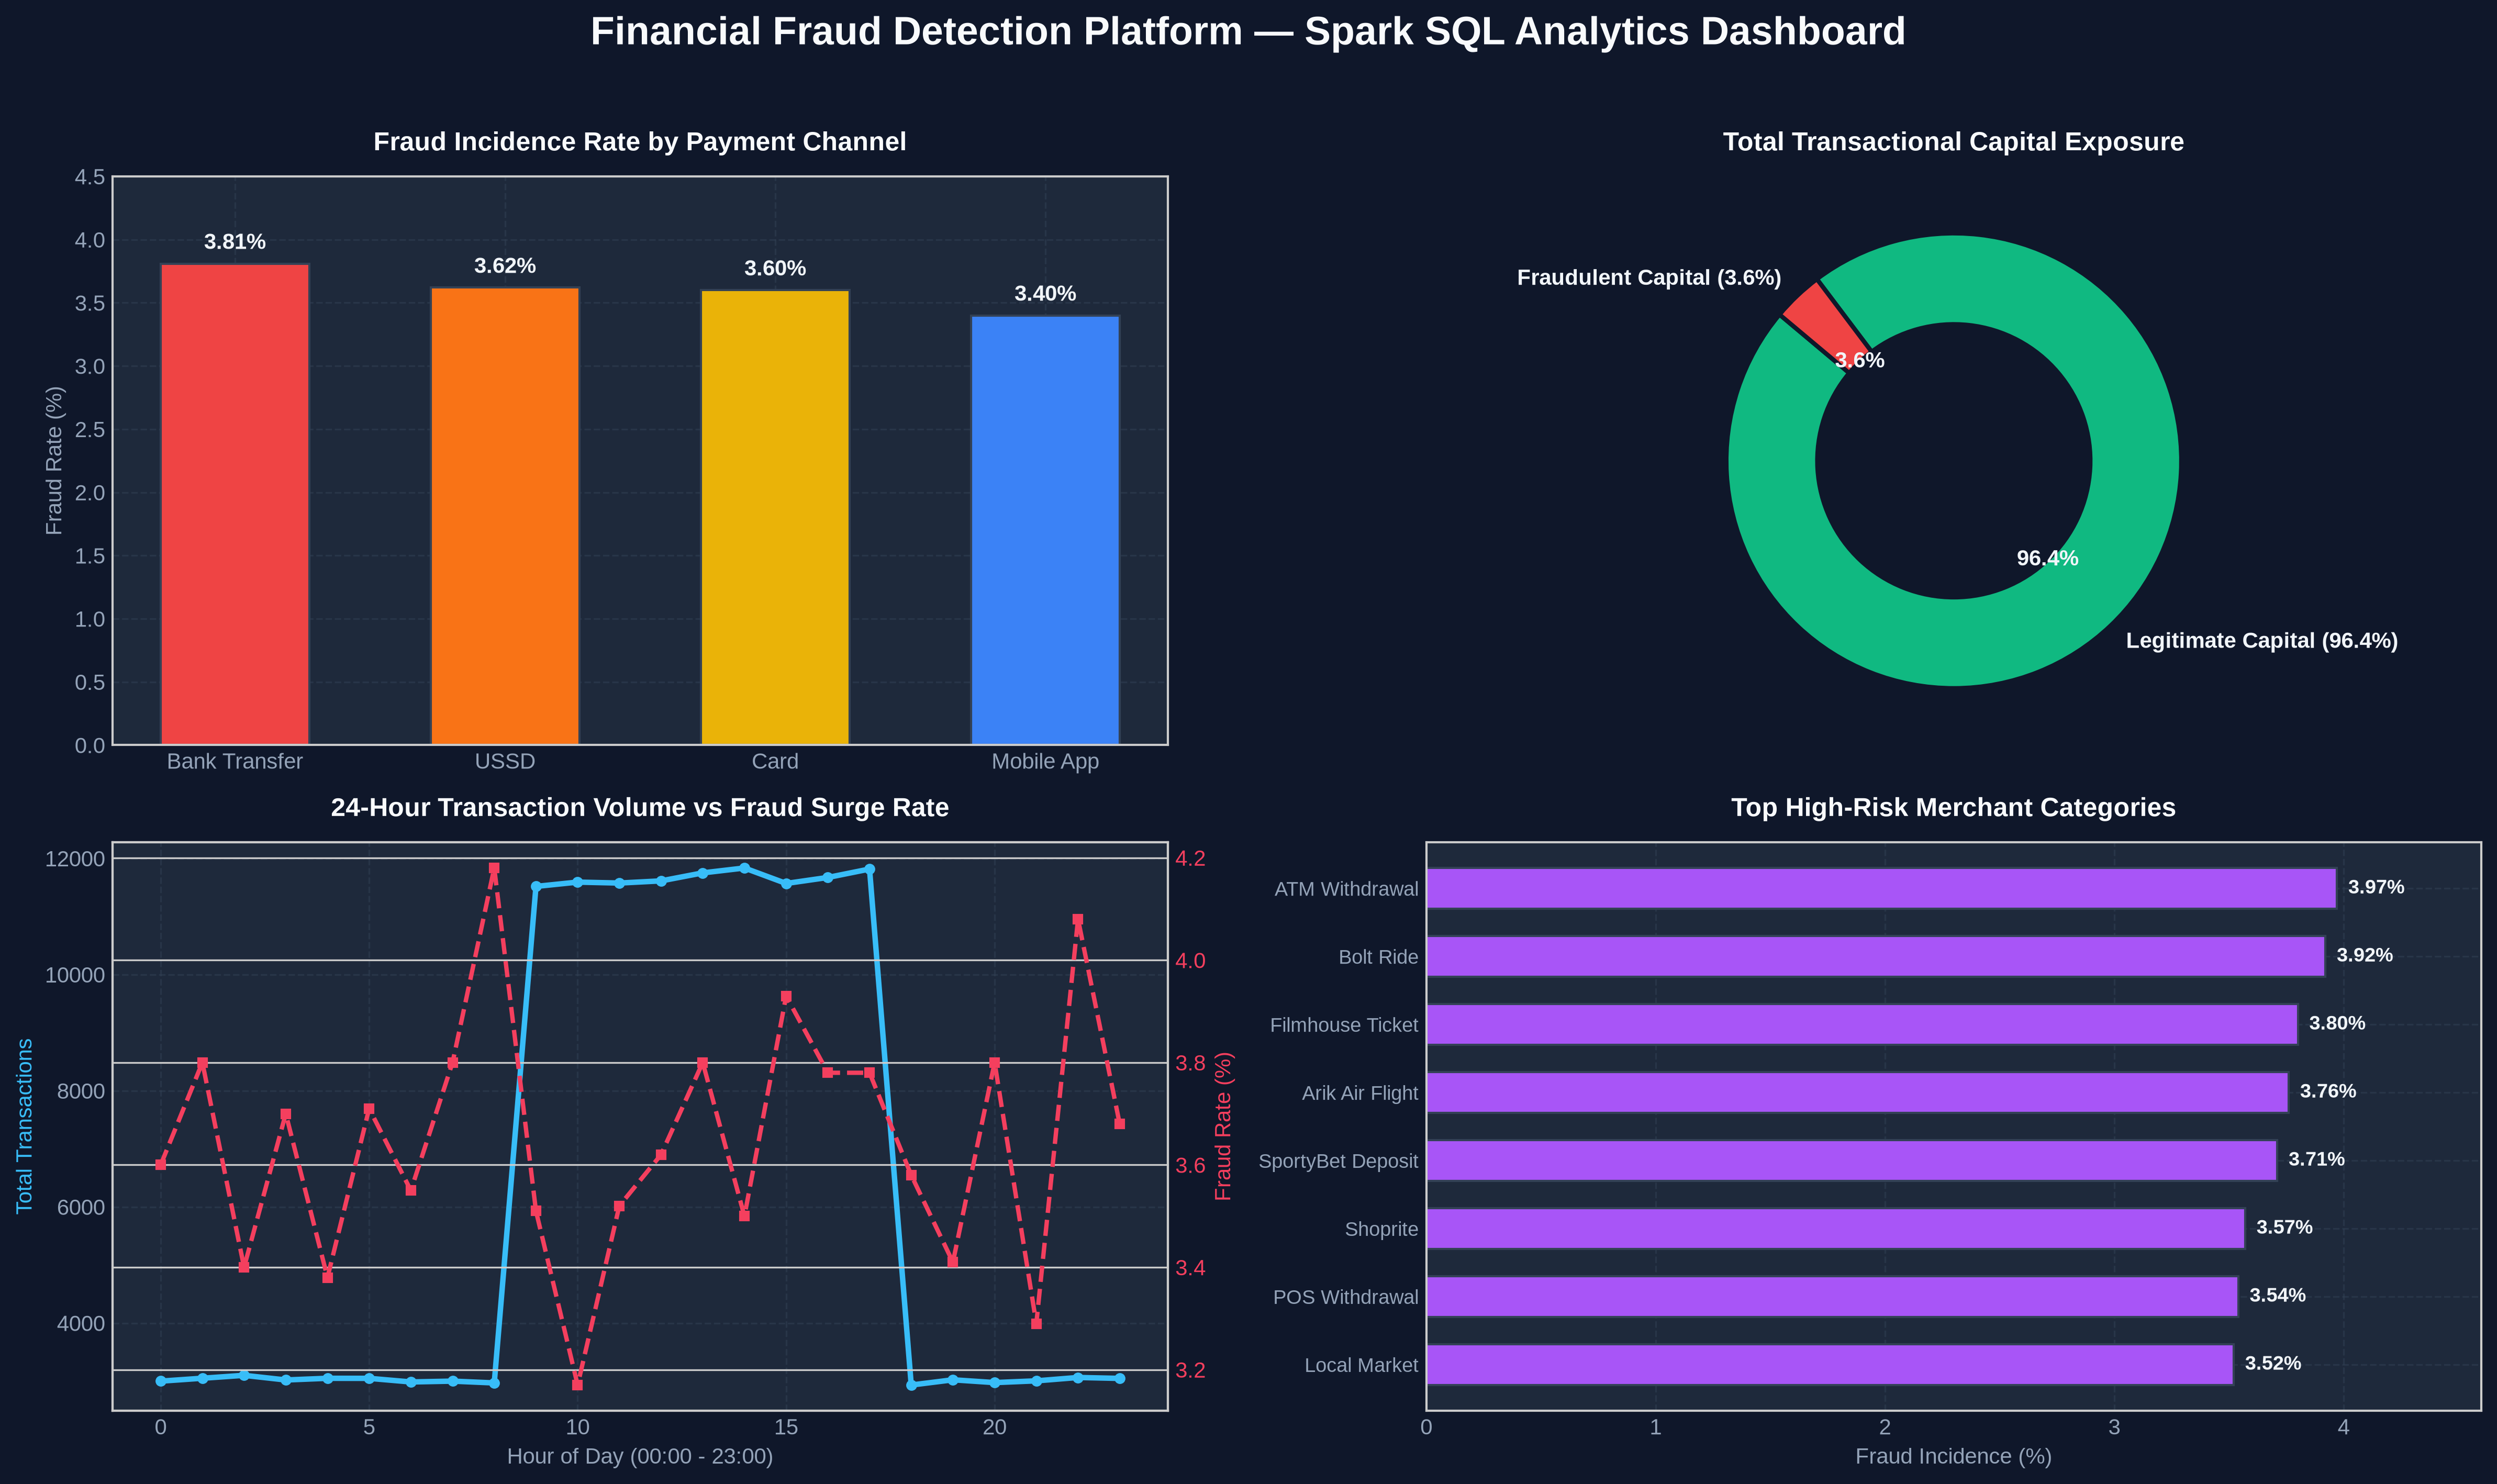 Financial Fraud Detection Platform — Spark SQL Analytics Dashboard
Fraud Incidence Rate by Payment Channel
Fraud Rate (%)
4.5
4.0
3.5
3.0
2.5
2.0
1.5
1.0
0.5
0.0
3.81%
3.62%
3.60%
3.40%
Bank Transfer
USSD
Card
Mobile App
Total Transactional Capital Exposure
Fraudulent Capital (3.6%)
3.6%
96.4%
Legitimate Capital (96.4%)
24-Hour Transaction Volume vs Fraud Surge Rate
Total Transactions
12000
10000
8000
6000
4000
4.2
4.0
3.8
3.6
3.4
3.2
Fraud Rate (%)
0
5
10
15
20
Hour of Day (00:00 - 23:00)
Top High-Risk Merchant Categories
ATM Withdrawal 3.97%
Bolt Ride 3.92%
Filmhouse Ticket 3.80%
Arik Air Flight 3.76%
SportyBet Deposit 3.71%
Shoprite 3.57%
POS Withdrawal 3.54%
Local Market 3.52%
0
1
2
3
4
Fraud Incidence (%)